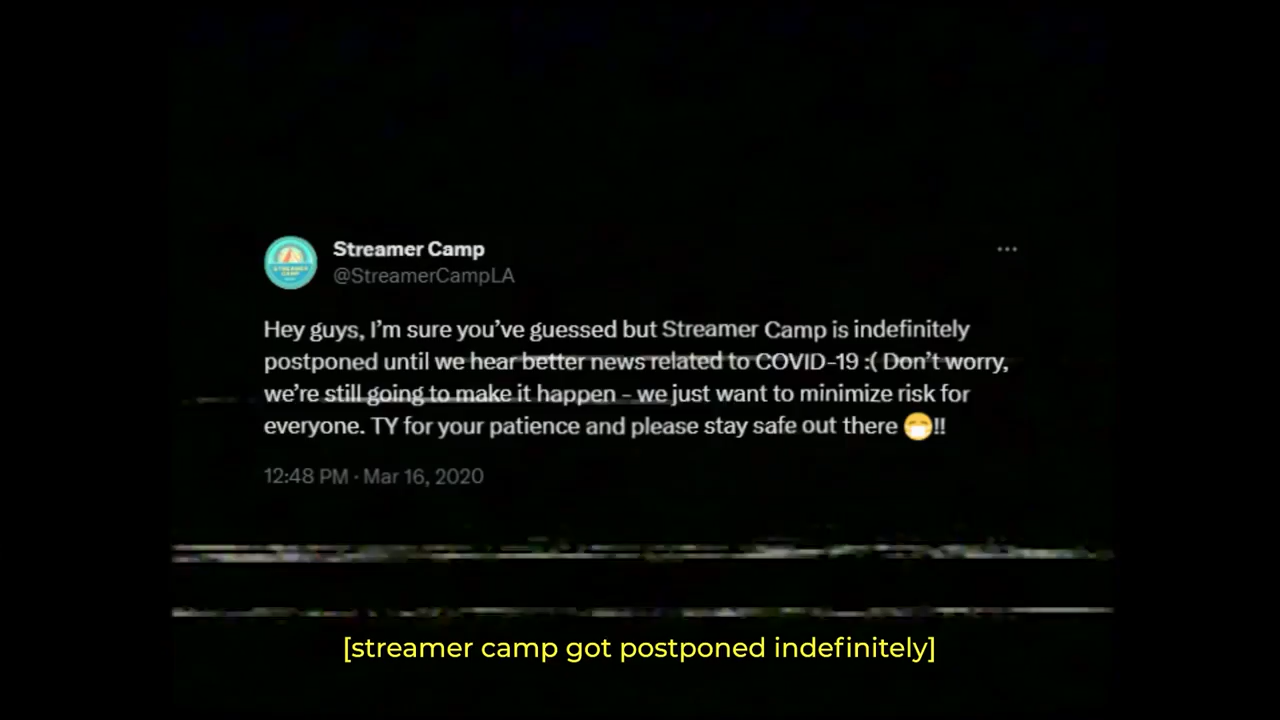 Streamer Camp
@StreamerCampLA
Hey guys, I’m sure you’ve guessed but Streamer Camp is indefinitely
postponed until we hear better news related to COVID-19 :( Don’t worry,
we’re still going to make it happen - we just want to minimize risk for
everyone. TY for your patience and please stay safe out there 😷!!
12:48 PM · Mar 16, 2020
[streamer camp got postponed indefinitely]